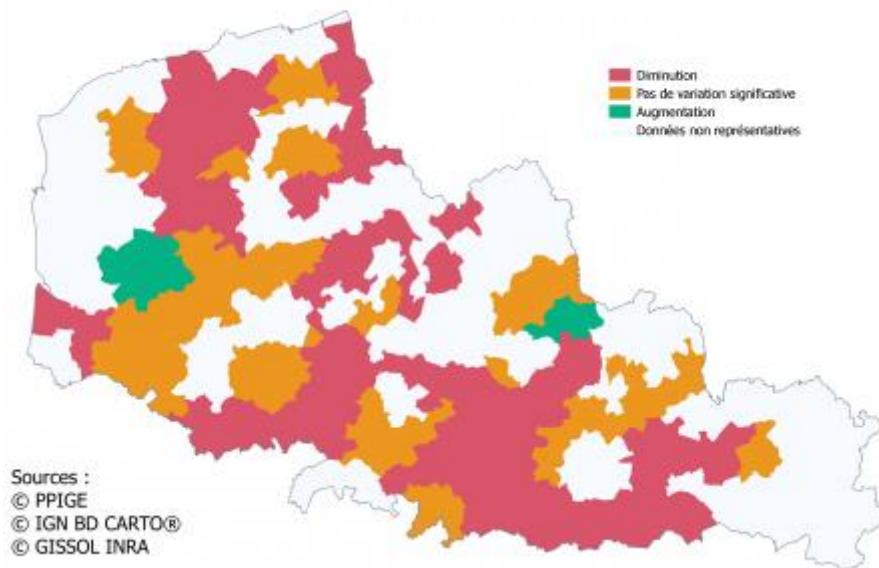 Diminution
Pas de variation significative
Augmentation
Données non représentatives
Sources :
© PPIGE
© IGN BD CARTO®
© GISSOL INRA